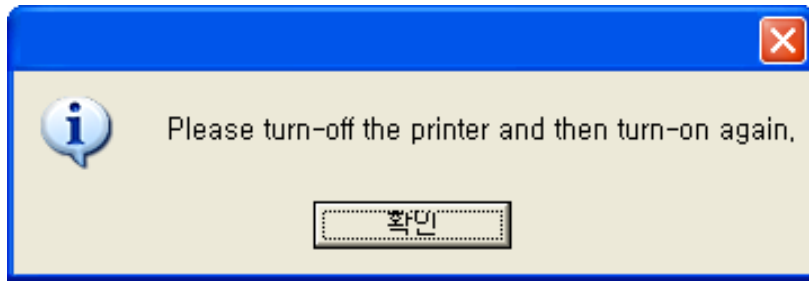 Please turn-off the printer and then turn-on again.
확인